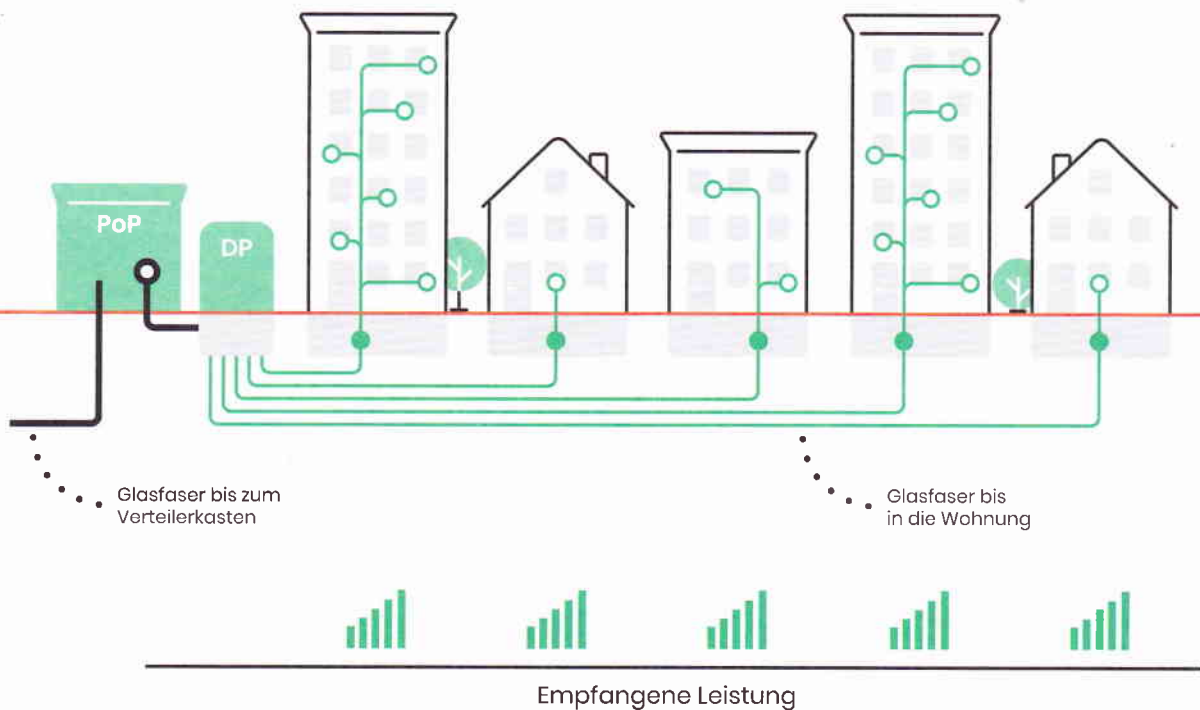 PoP
DP
Glasfaser bis zum
Verteilerkasten
Glasfaser bis
in die Wohnung
Empfangene Leistung